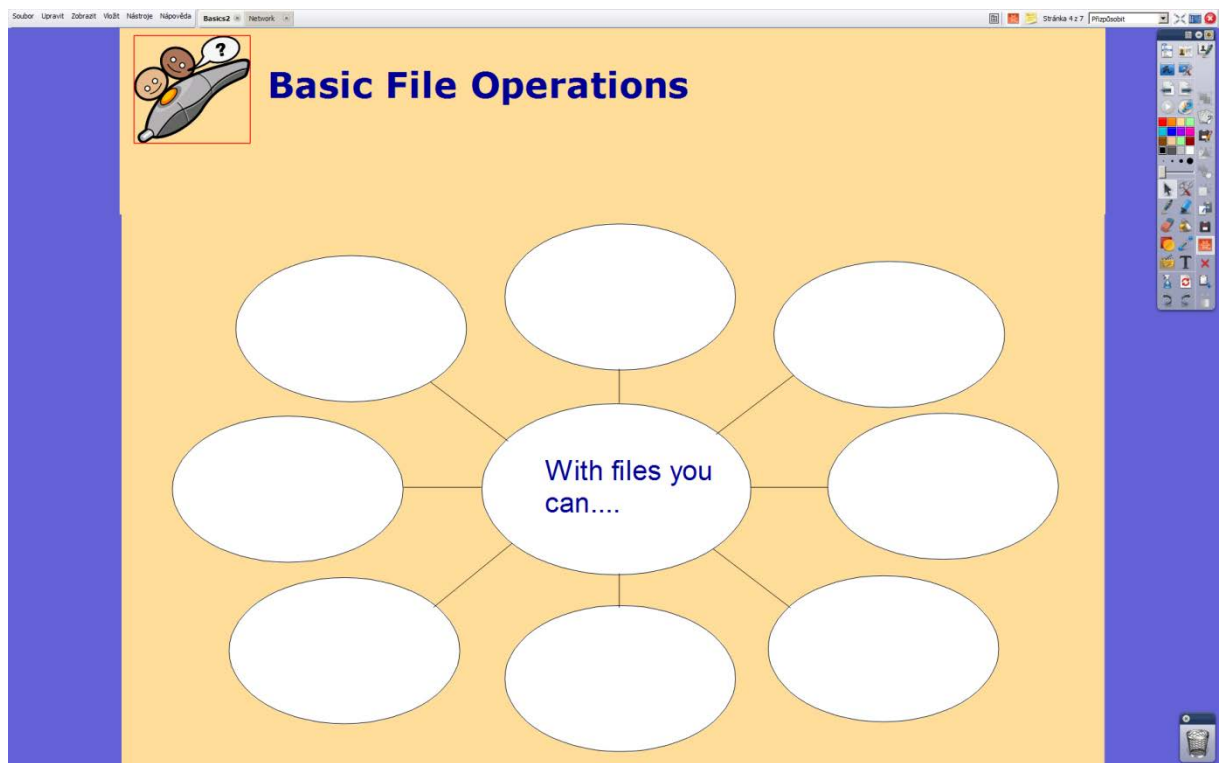 Soubor Upravit Zobrazit Vložit Nástroje Nápověda Basics2 Network Stránka 4 z 7 Přizpůsobit
?
Basic File Operations
With files you
can....
T